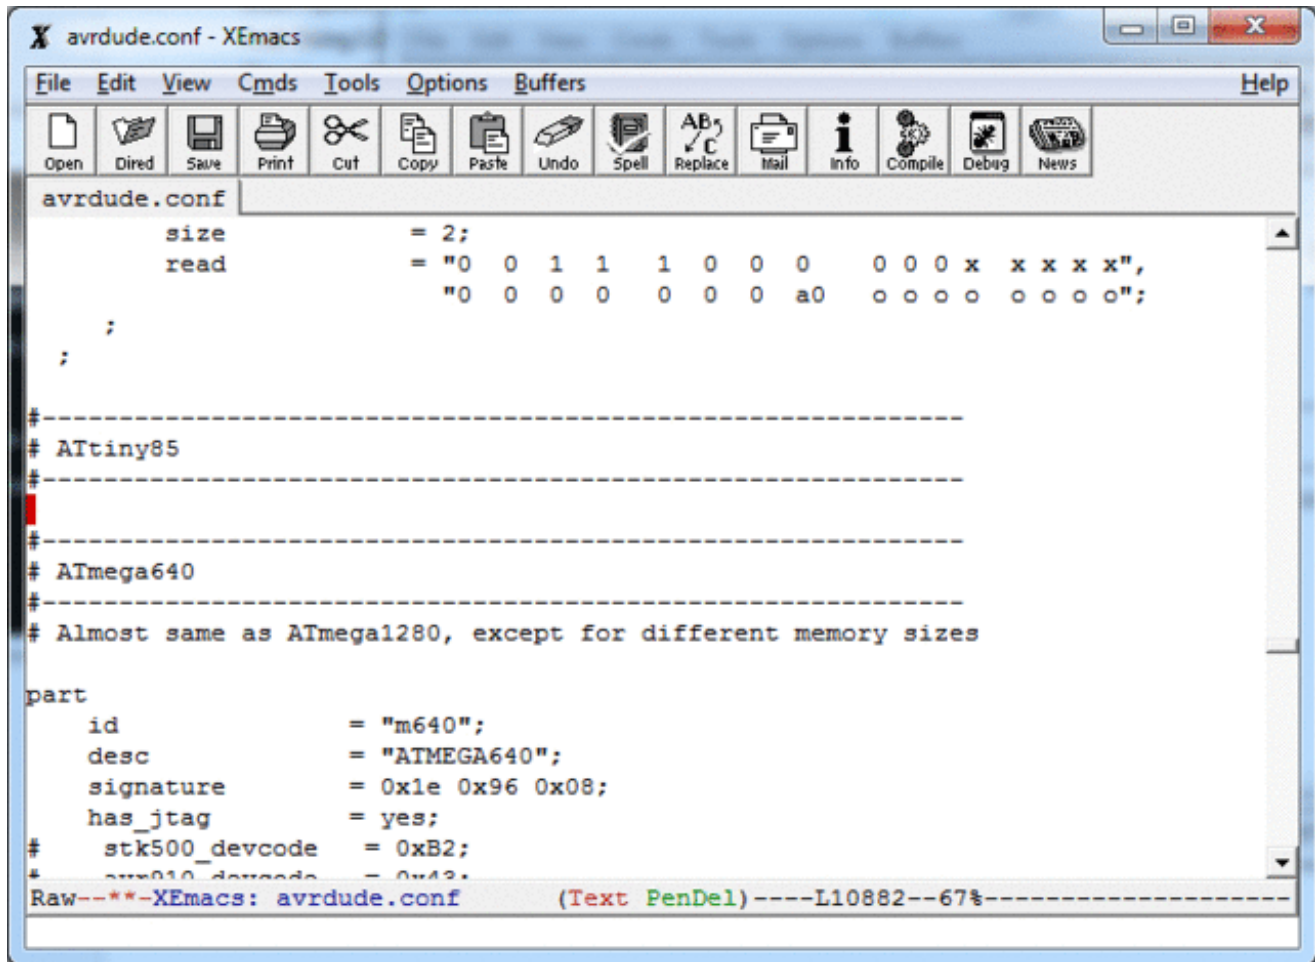 avrdude.conf - XEmacs
File Edit View Cmds Tools Options Buffers Help
Open Dired Save Print Cut Copy Paste Undo Spell Replace Mail Info Compile Debug News
avrdude.conf
size = 2;
read = "0 0 1 1 1 0 0 0 0 0 0 x x x x x",
"0 0 0 0 0 0 0 a0 o o o o o o o o";
;
;
#------------------------------------------------------------
# ATtiny85
#------------------------------------------------------------
#------------------------------------------------------------
# ATmega640
#------------------------------------------------------------
# Almost same as ATmega1280, except for different memory sizes
part
id = "m640";
desc = "ATMEGA640";
signature = 0x1e 0x96 0x08;
has_jtag = yes;
# stk500_devcode = 0xB2;
# avr910_devcode = 0x43;
Raw--**-XEmacs: avrdude.conf (Text PenDel)----L10882--67%--------------------